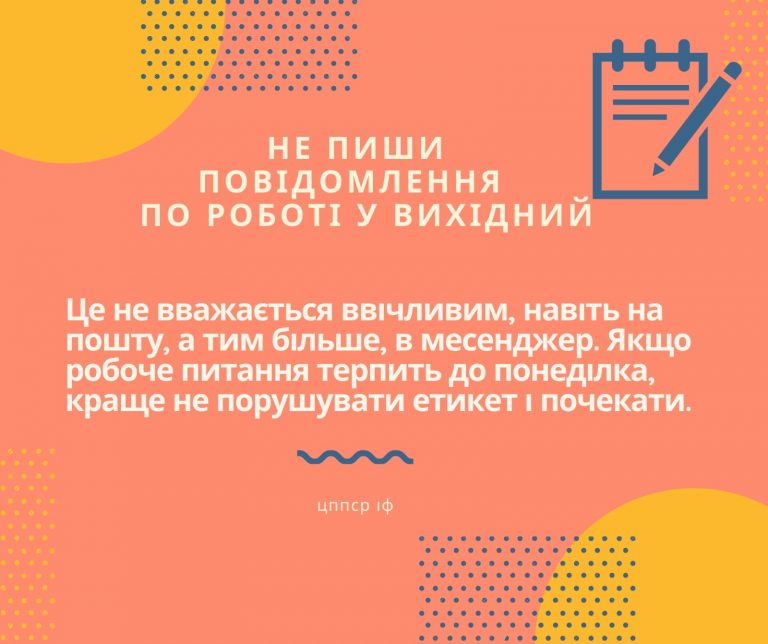 НЕ ПИШИ
ПОВІДОМЛЕННЯ
ПО РОБОТІ У ВИХІДНИЙ
Це не вважається ввічливим, навіть на
пошту, а тим більше, в месенджер. Якщо
робоче питання терпить до понеділка,
краще не порушувати етикет і почекати.
цппср іф